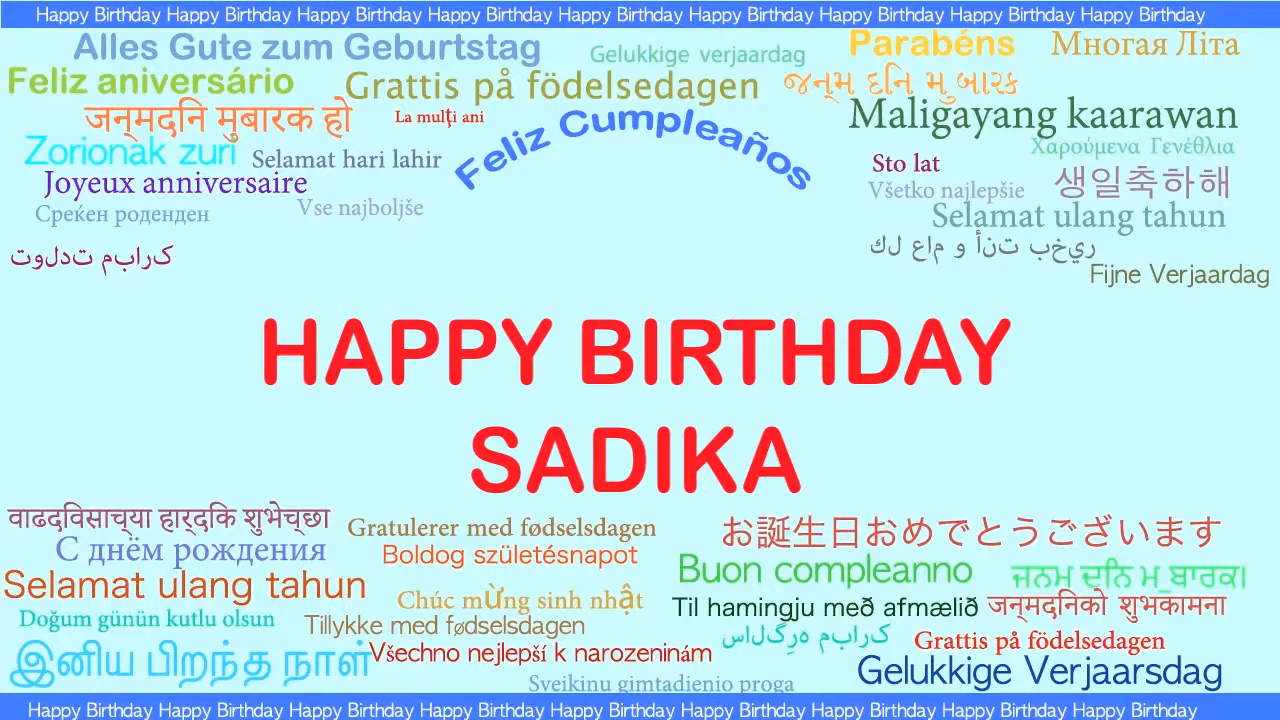 Happy Birthday Happy Birthday Happy Birthday Happy Birthday Happy Birthday Happy Birthday Happy Birthday Happy Birthday Happy Birthday
Alles Gute zum Geburtstag
Gelukkige verjaardag
Parabéns
Многая Літа
Feliz aniversário
Grattis på födelsedagen
જન્મ દિન મુબારક
जन्मदिन मुबारक हो
La mulţi ani
Feliz Cumpleaños
Maligayang kaarawan
Zorionak zuri
Selamat hari lahir
Sto lat
Χαρούμενα Γενέθλια
Joyeux anniversaire
Všetko najlepšie
생일축하해
Среќен роденден
Vse najboljše
Selamat ulang tahun
تولدت مبارک
كل عام و أنت بخير
Fijne Verjaardag
HAPPY BIRTHDAY
SADIKA
वाढदिवसाच्या हार्दिक शुभेच्छा
Gratulerer med fødselsdagen
お誕生日おめでとうございます
С днём рождения
Boldog születésnapot
Buon compleanno
ਜਨਮ ਦਿਨ ਮੁਬਾਰਕ।
Selamat ulang tahun
Chúc mừng sinh nhật
Til hamingju með afmælið
जन्मदिनको शुभकामना
Doğum günün kutlu olsun
Tillykke med fødselsdagen
سالگرہ مبارک
Grattis på födelsedagen
இனிய பிறந்த நாள்
Všechno nejlepší k narozeninám
Gelukkige Verjaarsdag
Sveikinu gimtadienio proga
Happy Birthday Happy Birthday Happy Birthday Happy Birthday Happy Birthday Happy Birthday Happy Birthday Happy Birthday Happy Birthday